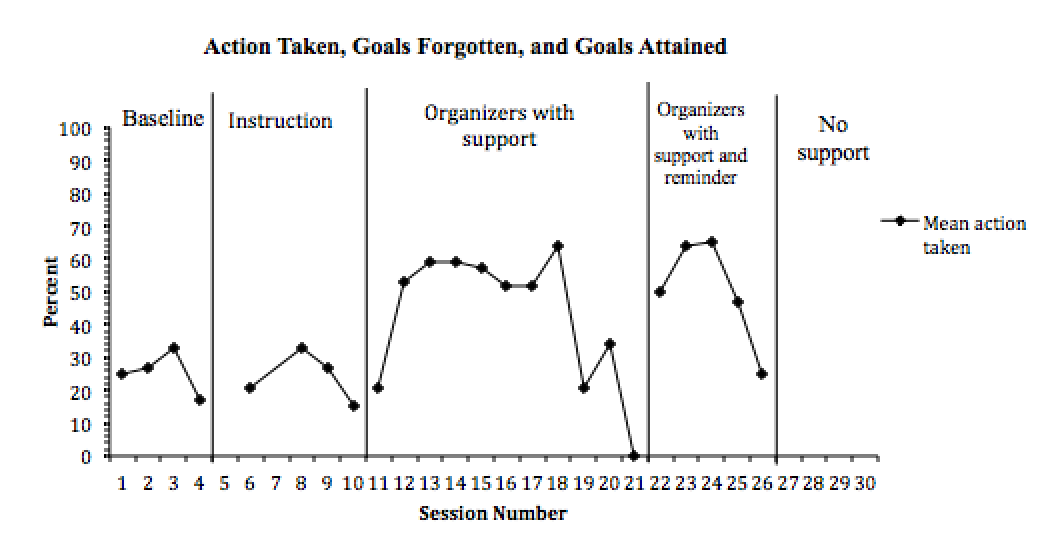 Action Taken, Goals Forgotten, and Goals Attained
Baseline
Instruction
Organizers with
support
Organizers
with
support and
reminder
No
support
100
90
80
70
60
50
40
30
20
10
0
Percent
Mean action
taken
1 2 3 4 5 6 7 8 9 10 11 12 13 14 15 16 17 18 19 20 21 22 23 24 25 26 27 28 29 30
Session Number